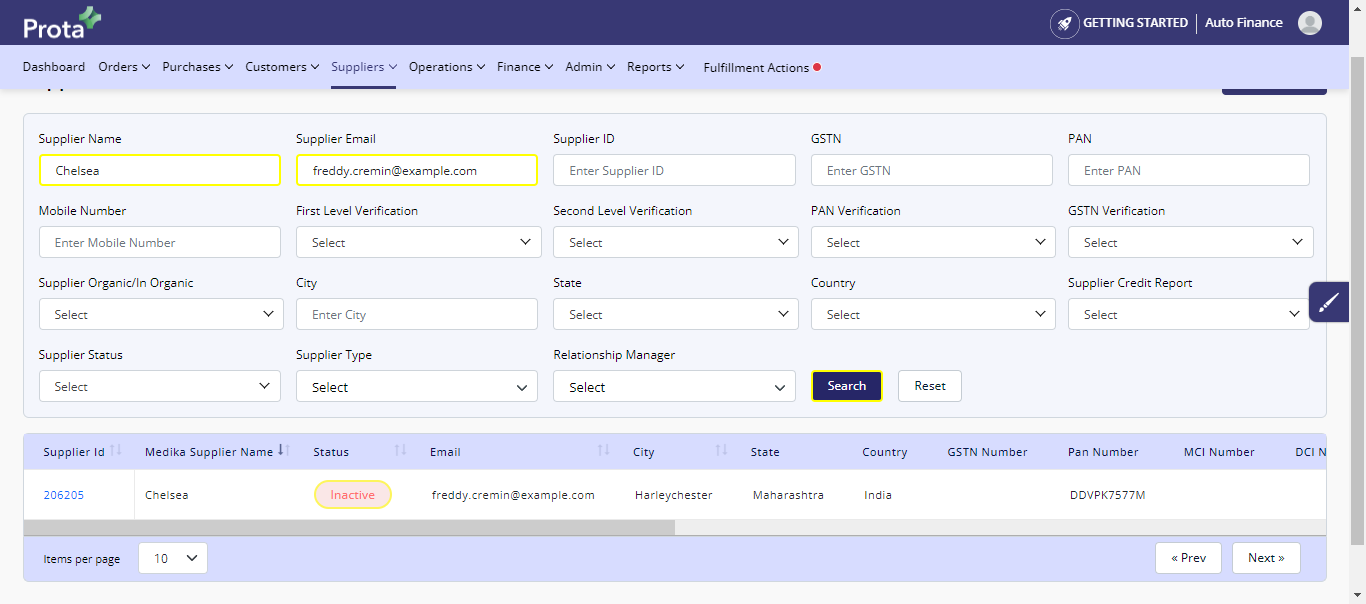 Prota
GETTING STARTED Auto Finance
Dashboard Orders Purchases Customers Suppliers Operations Finance Admin Reports Fulfillment Actions
Supplier Name Supplier Email Supplier ID GSTN PAN
Chelsea freddy.cremin@example.com Enter Supplier ID Enter GSTN Enter PAN
Mobile Number First Level Verification Second Level Verification PAN Verification GSTN Verification
Enter Mobile Number Select Select Select Select
Supplier Organic/In Organic City State Country Supplier Credit Report
Select Enter City Select Select Select
Supplier Status Supplier Type Relationship Manager
Select Select Select Search Reset
Supplier Id Medika Supplier Name Status Email City State Country GSTN Number Pan Number MCI Number DCI N
206205 Chelsea Inactive freddy.cremin@example.com Harleychester Maharashtra India DDVPK7577M
Items per page 10 « Prev Next »